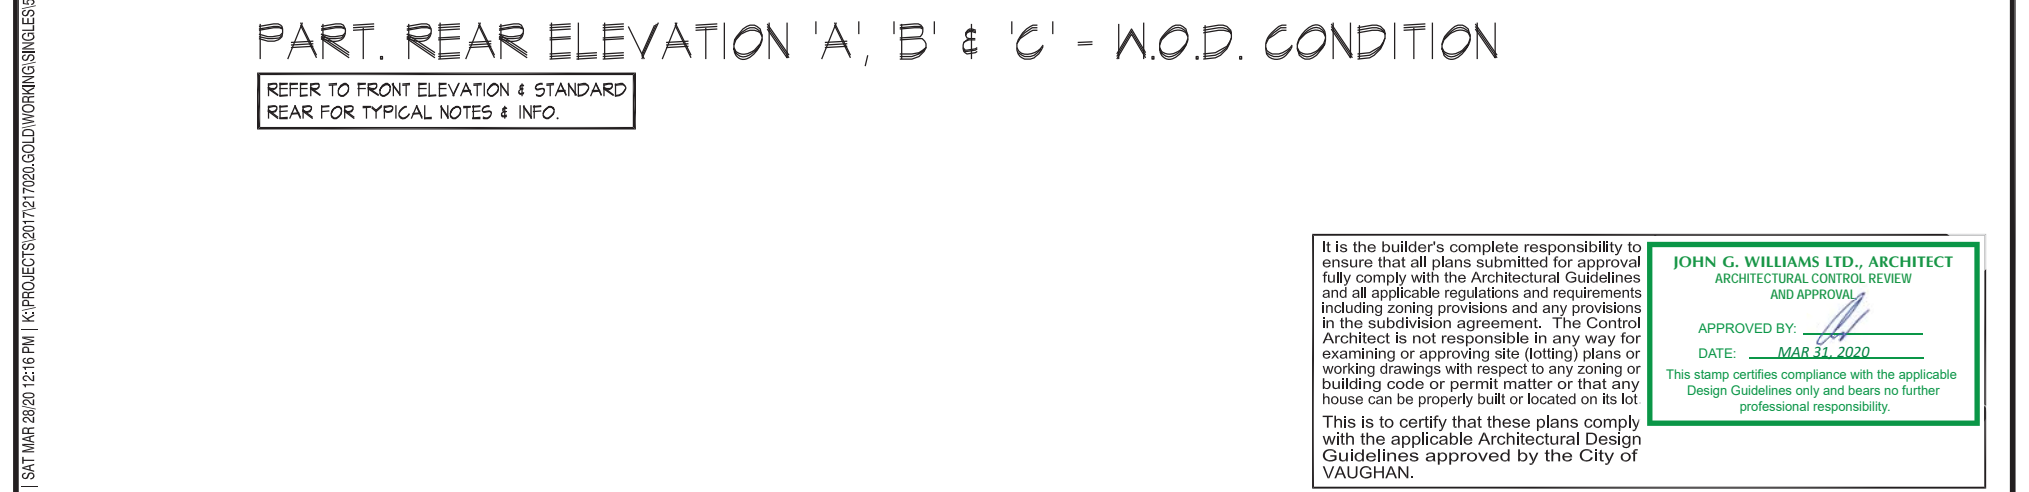 PART. REAR ELEVATION 'A', 'B' & 'C' - W.O.D. CONDITION
REFER TO FRONT ELEVATION & STANDARD
REAR FOR TYPICAL NOTES & INFO.
| SAT MAR 28/20 12:16 PM | K:\PROJECTS\2017\217020.GOLD\WORKING\SINGLES\5
It is the builder's complete responsibility to
ensure that all plans submitted for approval
fully comply with the Architectural Guidelines
and all applicable regulations and requirements
including zoning provisions and any provisions
in the subdivision agreement. The Control
Architect is not responsible in any way for
examining or approving site (lotting) plans or
working drawings with respect to any zoning or
building code or permit matter or that any
house can be properly built or located on its lot
This is to certify that these plans comply
with the applicable Architectural Design
Guidelines approved by the City of
VAUGHAN.
JOHN G. WILLIAMS LTD., ARCHITECT
ARCHITECTURAL CONTROL REVIEW
AND APPROVAL
APPROVED BY:
DATE: MAR 31, 2020
This stamp certifies compliance with the applicable
Design Guidelines only and bears no further
professional responsibility.